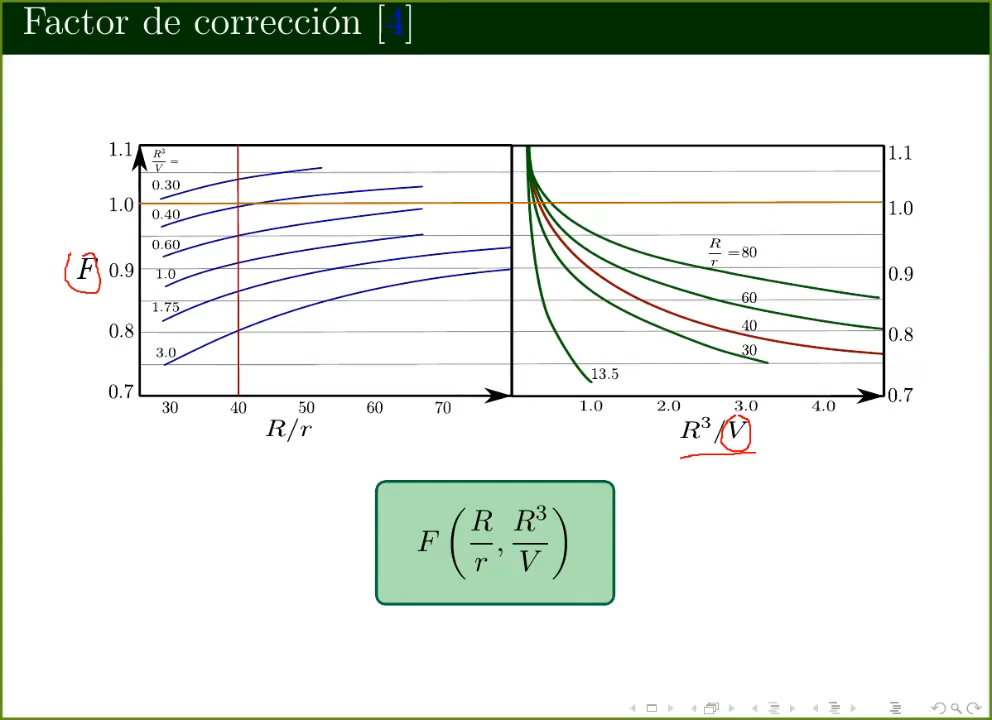 Factor de corrección [4]
F
1.1
1.0
0.9
0.8
0.7
R³/V =
0.30
0.40
0.60
1.0
1.75
3.0
30 40 50 60 70
R/r
R/r =80
60
40
30
13.5
1.0 2.0 3.0 4.0
R³/V
1.1
1.0
0.9
0.8
0.7
F(R/r, R³/V)